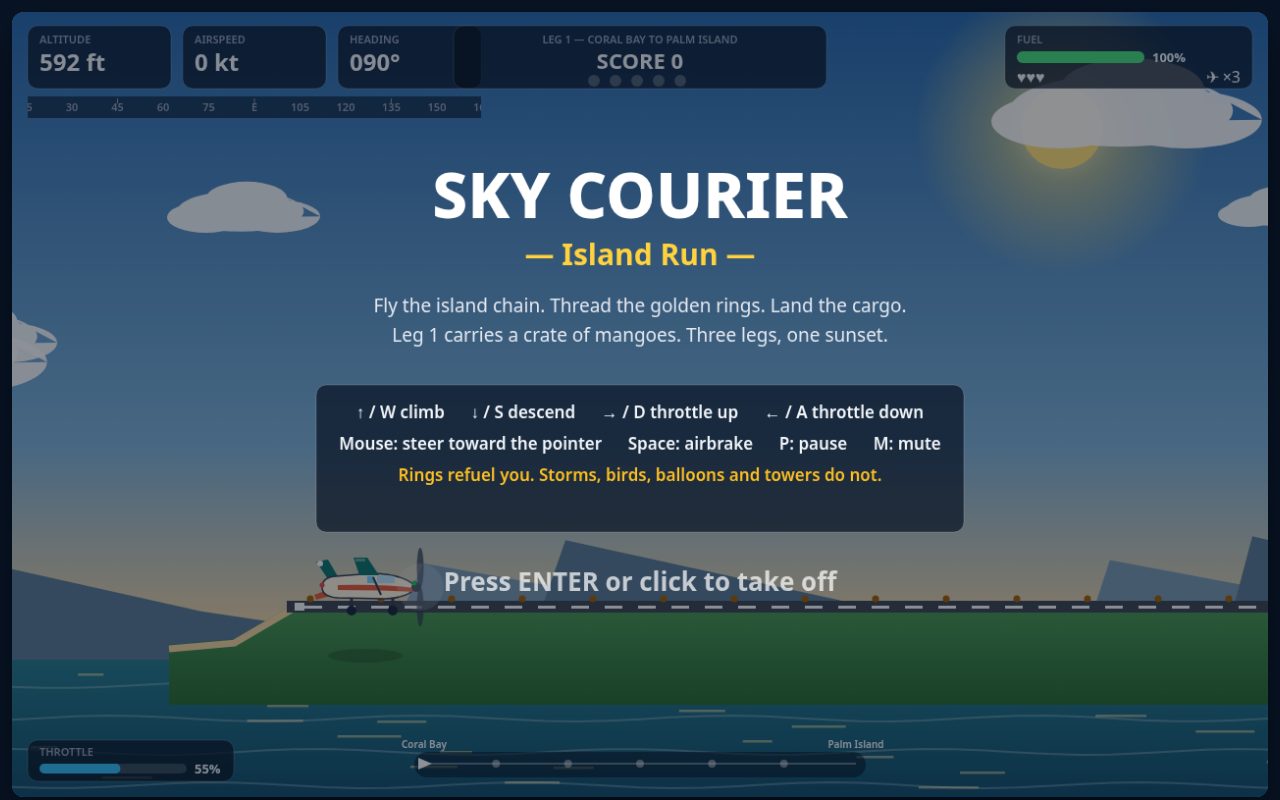 ALTITUDE
592 ft
AIRSPEED
0 kt
HEADING
090°
LEG 1 — CORAL BAY TO PALM ISLAND
SCORE 0
FUEL
100%
♥♥♥ ✈ ×3
30 45 60 75 E 105 120 135 150
SKY COURIER
— Island Run —
Fly the island chain. Thread the golden rings. Land the cargo.
Leg 1 carries a crate of mangoes. Three legs, one sunset.
↑ / W climb ↓ / S descend → / D throttle up ← / A throttle down
Mouse: steer toward the pointer Space: airbrake P: pause M: mute
Rings refuel you. Storms, birds, balloons and towers do not.
Press ENTER or click to take off
THROTTLE
55%
Coral Bay Palm Island